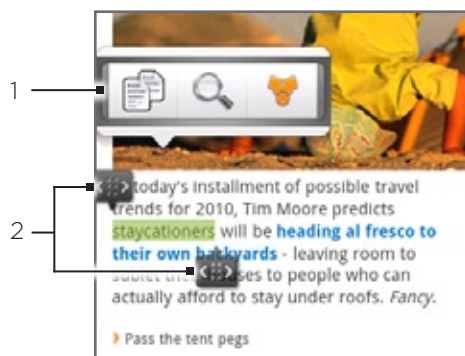 1
2
today's installment of possible travel
trends for 2010, Tim Moore predicts
staycationers will be heading al fresco to
their own backyards - leaving room to
to people who can
actually afford to stay under roofs. Fancy.
Pass the tent pegs